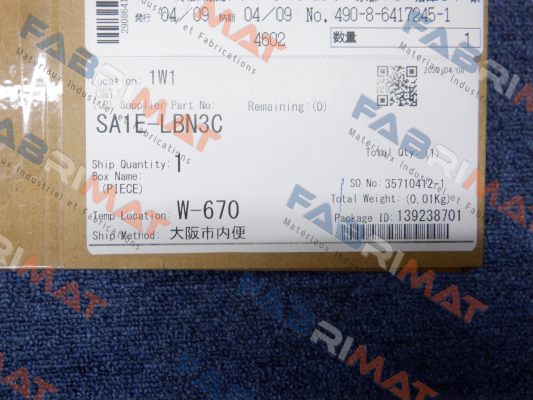 発行 04/09 納期 04/09 No. 490-8-6417245-1
4602 数量 1
Location: 1W1
Supplier Part No: Remaining: (0)
SA1E-LBN3C
Ship Quantity: 1
Total Qty (1)
Box Name:
(PIECE)
SO No: 35710412-1
Total Weight: (0.01Kg)
Temp Location: W-670
Package ID: 139238701
Ship Method: 大阪市内便
FABRIMAT
Materiaux Industriel et Fabrications